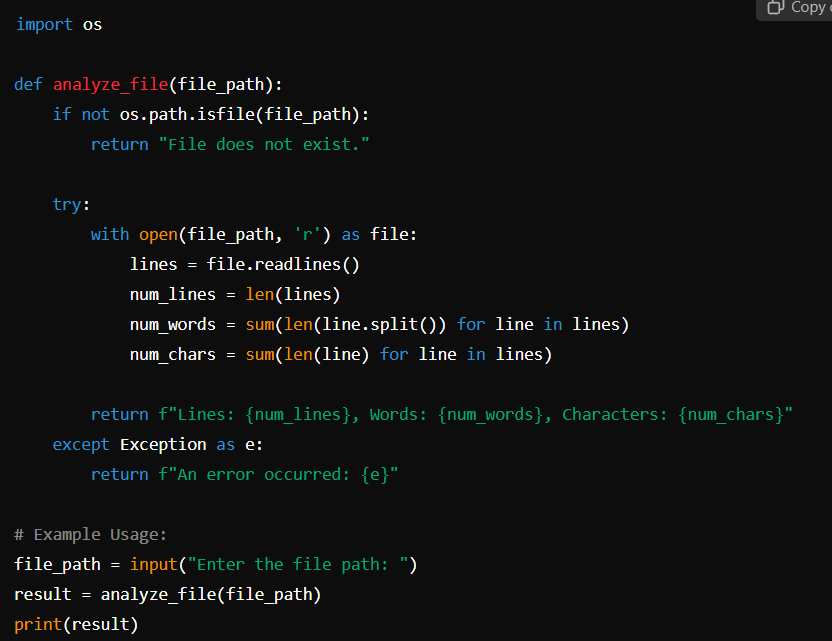 Copy
import os
def analyze_file(file_path):
    if not os.path.isfile(file_path):
        return "File does not exist."
    try:
        with open(file_path, 'r') as file:
            lines = file.readlines()
            num_lines = len(lines)
            num_words = sum(len(line.split()) for line in lines)
            num_chars = sum(len(line) for line in lines)
        return f"Lines: {num_lines}, Words: {num_words}, Characters: {num_chars}"
    except Exception as e:
        return f"An error occurred: {e}"
# Example Usage:
file_path = input("Enter the file path: ")
result = analyze_file(file_path)
print(result)